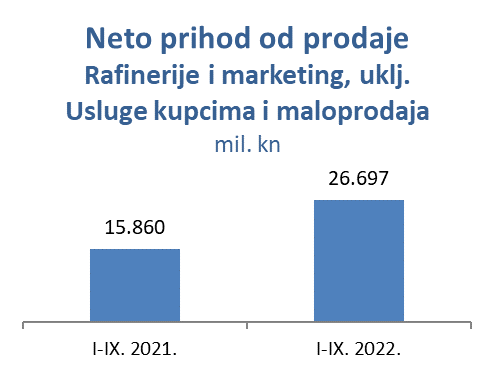 Neto prihod od prodaje
Rafinerije i marketing, uklj.
Usluge kupcima i maloprodaja
mil. kn
26.697
15.860
I-IX. 2021.
I-IX. 2022.